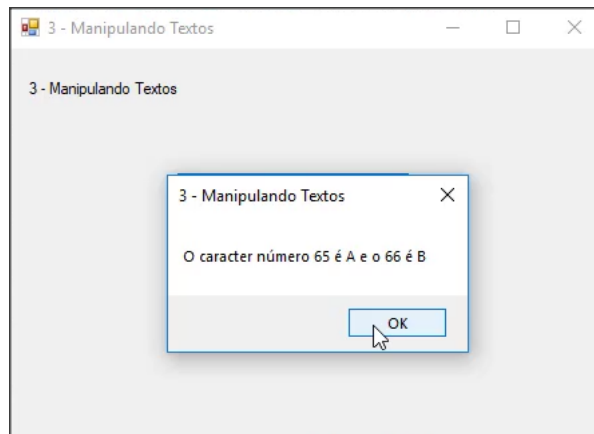 3 - Manipulando Textos
3 - Manipulando Textos
3 - Manipulando Textos
O caracter número 65 é A e o 66 é B
OK